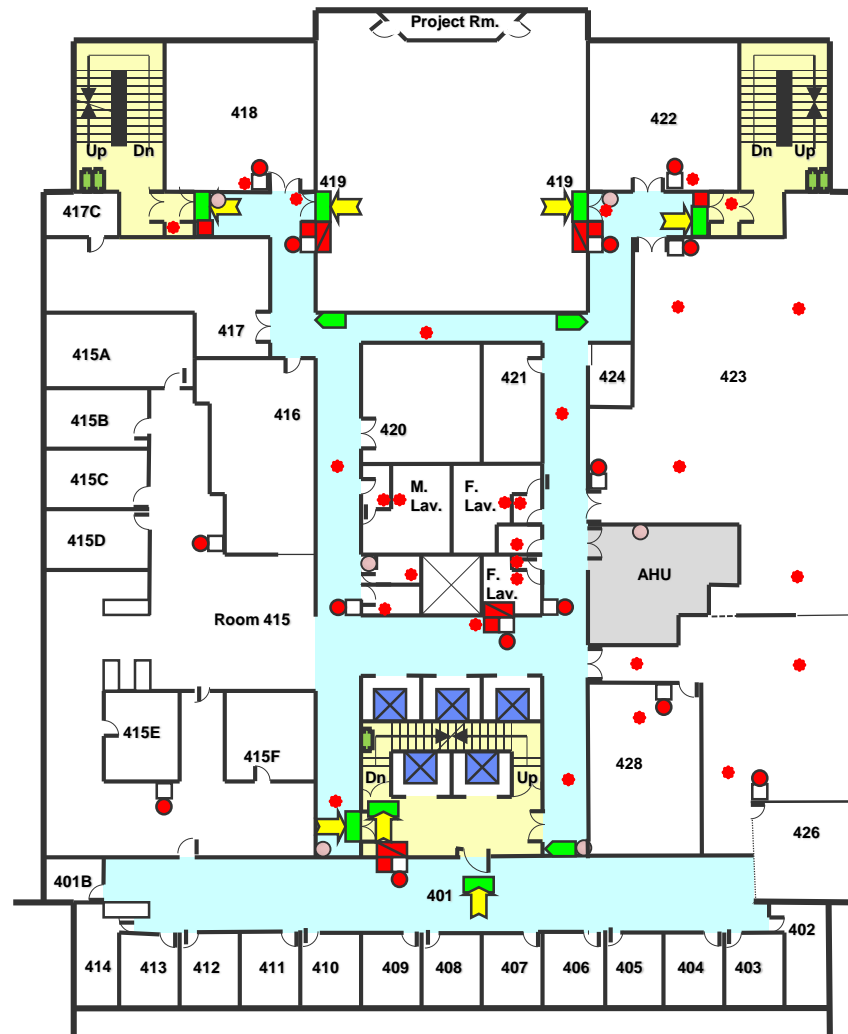 Project Rm.
418
422
Up
Dn
Dn
Up
419
419
417C
417
415A
416
420
421
424
423
415B
415C
415D
M.
Lav.
F.
Lav.
F.
Lav.
AHU
Room 415
415E
415F
Dn
Up
428
426
401B
401
402
414
413
412
411
410
409
408
407
406
405
404
403